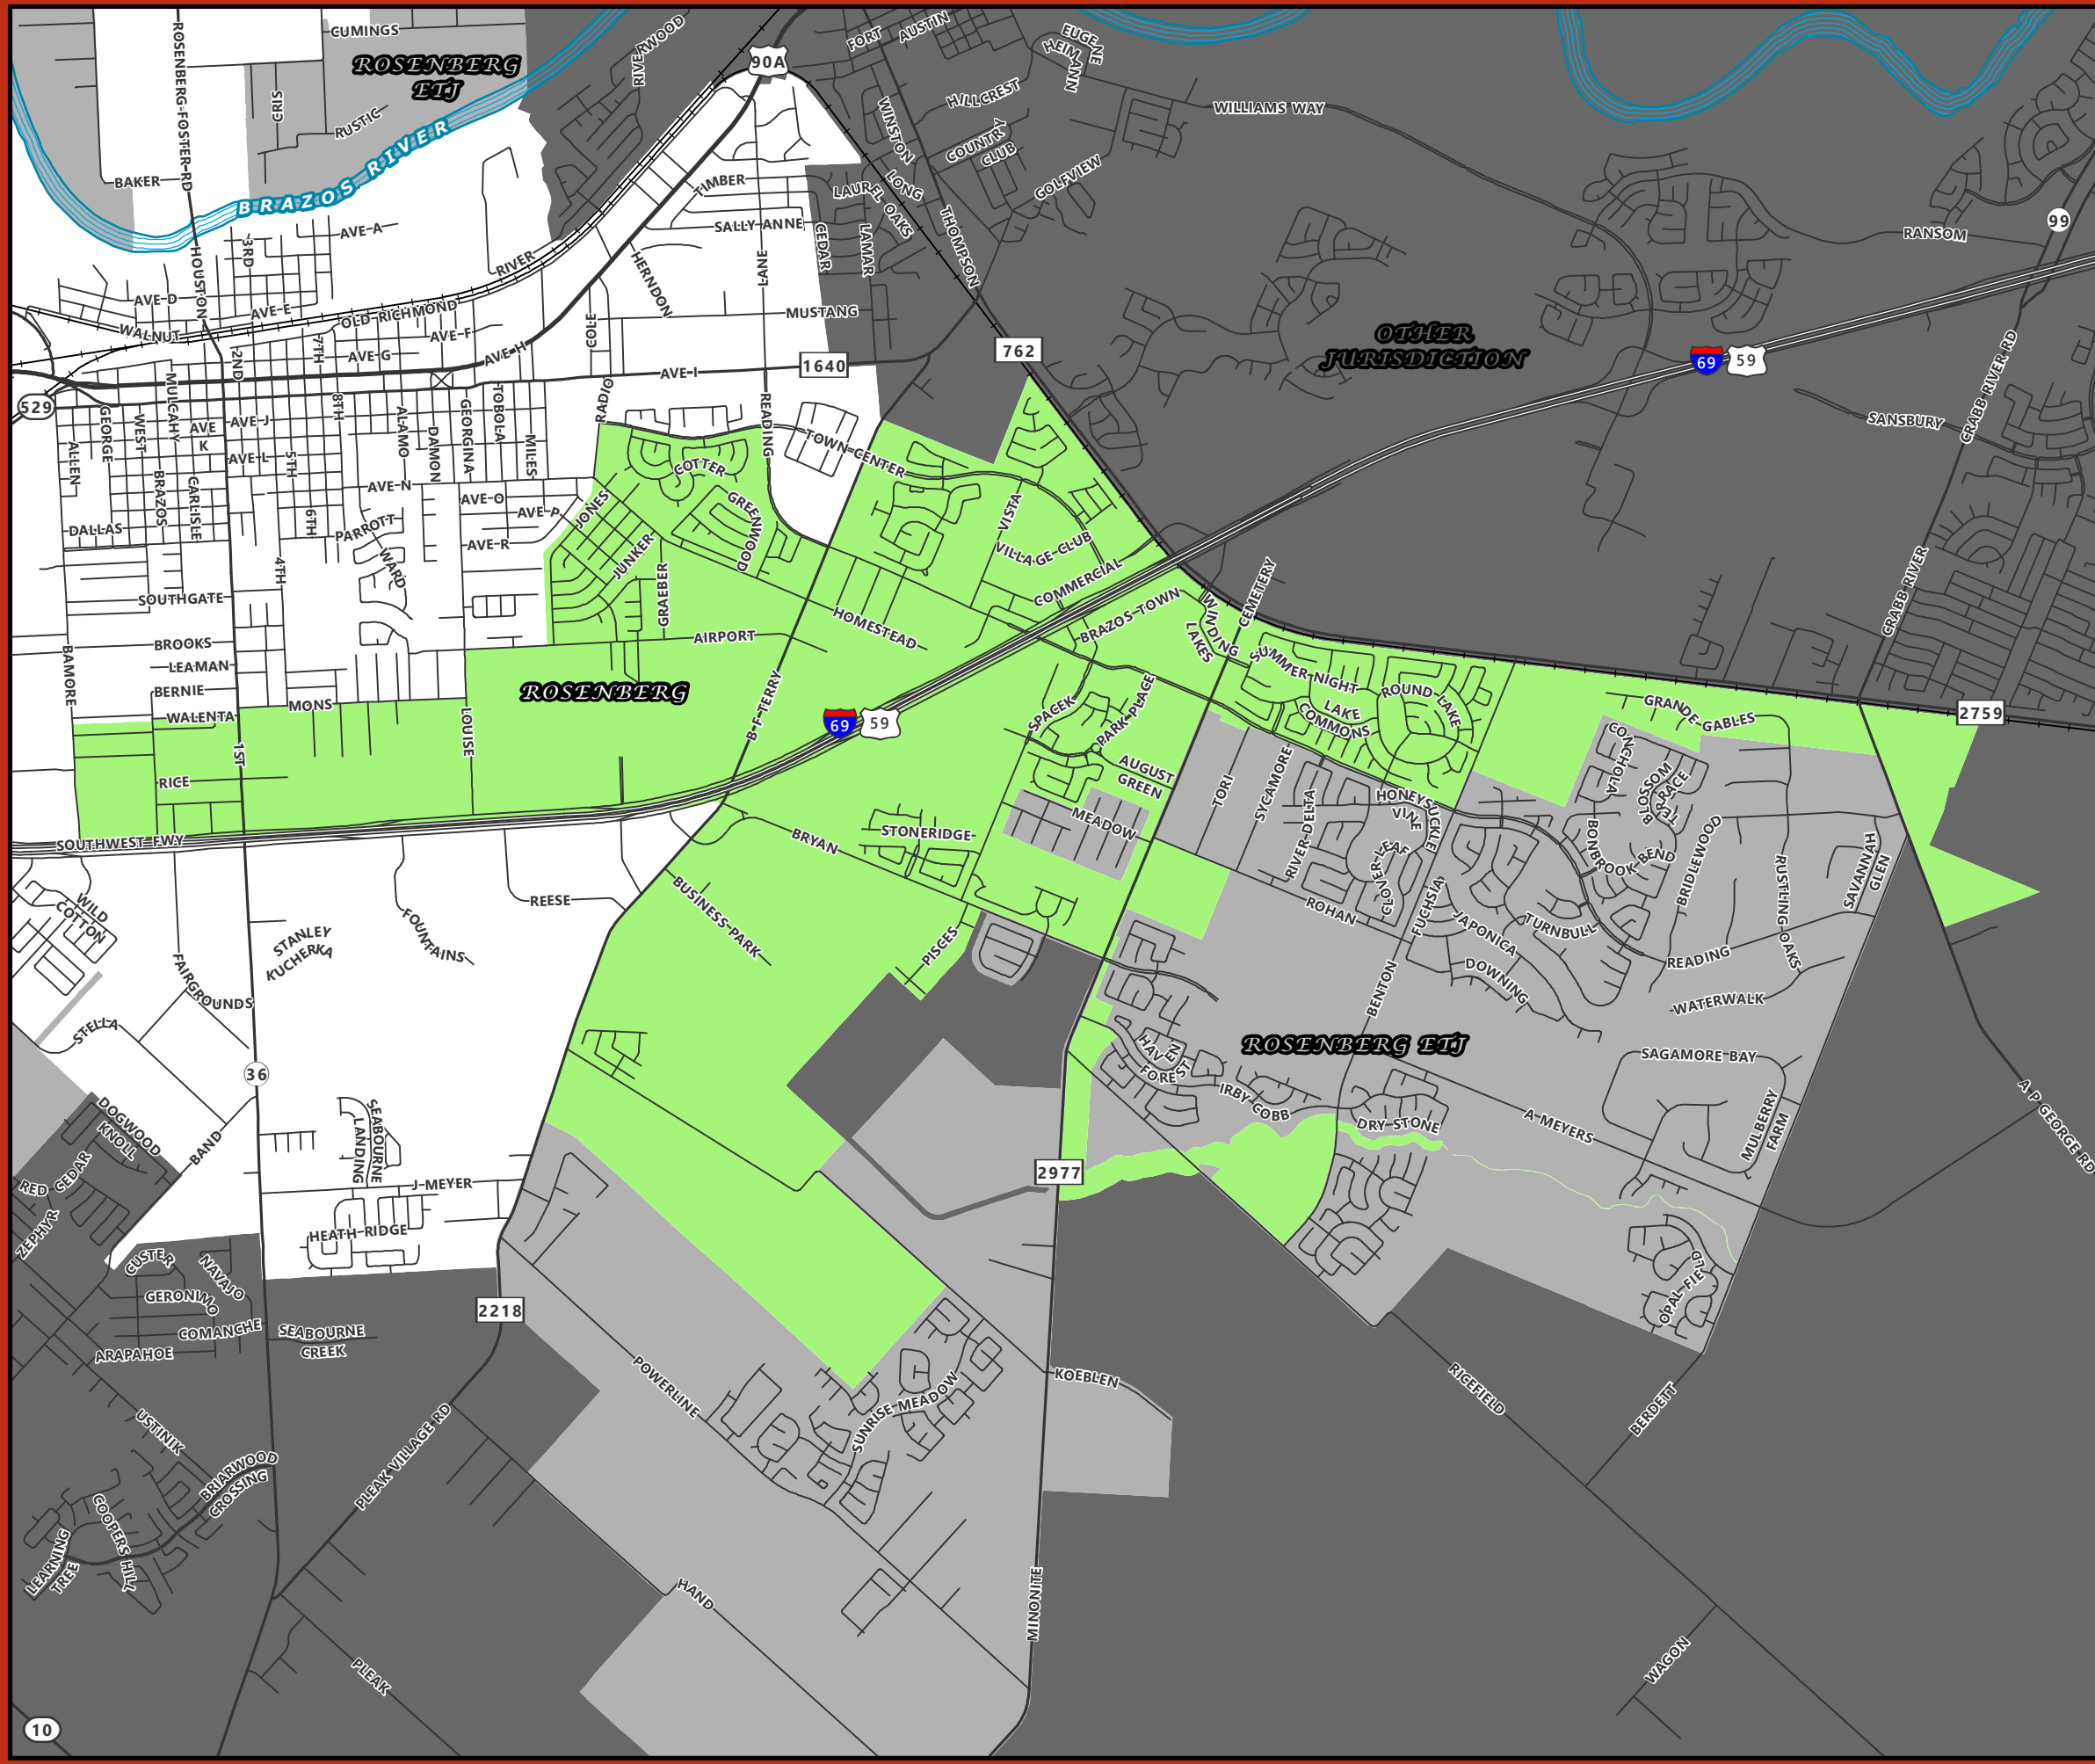 CUMINGS
ROSENBERG
ETJ
ROSENBERG-FOSTER RD
SIRIS
RUSTIC
BAKER
BRAZOS RIVER
RIVERWOOD
90A
FORT
AUSTIN
EUGENE
HEIMANN
HILLCREST
WINSTON
COUNTRY
CLUB
GOLFVIEW
WILLIAMS WAY
TIMBER
LAUREL OAKS
LONG
THOMPSON
SALLY ANNE
CEDAR
LAMAR
LANE
99
RANSOM
AVE A
3RD
HOUSTON
RIVER
HERNDON
AVE D
AVE E
OLD RICHMOND
WALNUT
AVE F
COLE
MUSTANG
2ND
7TH
AVE G
AVE H
AVE I
1640
762
OTHER
JURISDICTION
69
59
CRABB RIVER RD
SANSBURY
529
ALLEN
GEORGE
WEST
MULCAHY
AVE
K
AVE J
8TH
ALAMO
DAMON
GEORGINA
TOBOLA
MILES
RADIO
READING
TOWN CENTER
BRAZOS
CARLISLE
AVE L
5TH
AVE N
AVE O
AVE P
AVE R
6TH
PARROTT
WARD
DALLAS
4TH
COTTER
GREENWOOD
JONES
JUNKER
GRAEBER
VISTA
VILLAGE CLUB
COMMERCIAL
HOMESTEAD
BRAZOS TOWN
WINDING
LAKES
CEMETERY
CRABB RIVER
SOUTHGATE
BROOKS
LEAMAN
BERNIE
WALENTA
MONS
BAMORE
AIRPORT
ROSENBERG
B F TERRY
69
59
SUMMER NIGHT
ROUND LAKE
LAKE
COMMONS
SPACEK
PARK PLACE
AUGUST
GREEN
GRANDE GABLES
2759
1ST
LOUISE
RICE
SOUTHWEST FWY
BRYAN
STONERIDGE
MEADOW
TORI
SYCAMORE
RIVER DELTA
HONEYSUCKLE
VINE
CLOVER LEAF
CONCHOLA
BLOSSOM
TERRACE
BONBROOK BEND
BRIDLEWOOD
RUSTLING OAKS
SAVANNAH
GLEN
WILD
COTTON
STANLEY
KUCHERKA
FOUNTAINS
REESE
BUSINESS PARK
PISCES
ROHAN
FUCHSIA
JAPONICA
TURNBULL
DOWNING
READING
WATERWALK
BENTON
FAIRGROUNDS
STELLA
36
ROSENBERG ETJ
HAVEN
FOREST
IRBY COBB
DRY STONE
A MEYERS
SAGAMORE BAY
MULBERRY
FARM
A P GEORGE RD
DOGWOOD
KNOLL
BAND
RED CEDAR
ZEPHYR
SEABOURNE
LANDING
J MEYER
HEATH RIDGE
2977
CUSTER
NAVAJO
GERONIMO
COMANCHE
ARAPAHOE
SEABOURNE
CREEK
2218
OPAL FIELD
POWERLINE
SUNRISE MEADOW
KOEBLEN
RICEFIELD
BERDETT
USTINIK
BRIARWOOD
CROSSING
PLEAK VILLAGE RD
COOPERS HILL
LEARNING
TREE
HAND
MINONITE
PLEAK
WAGON
10